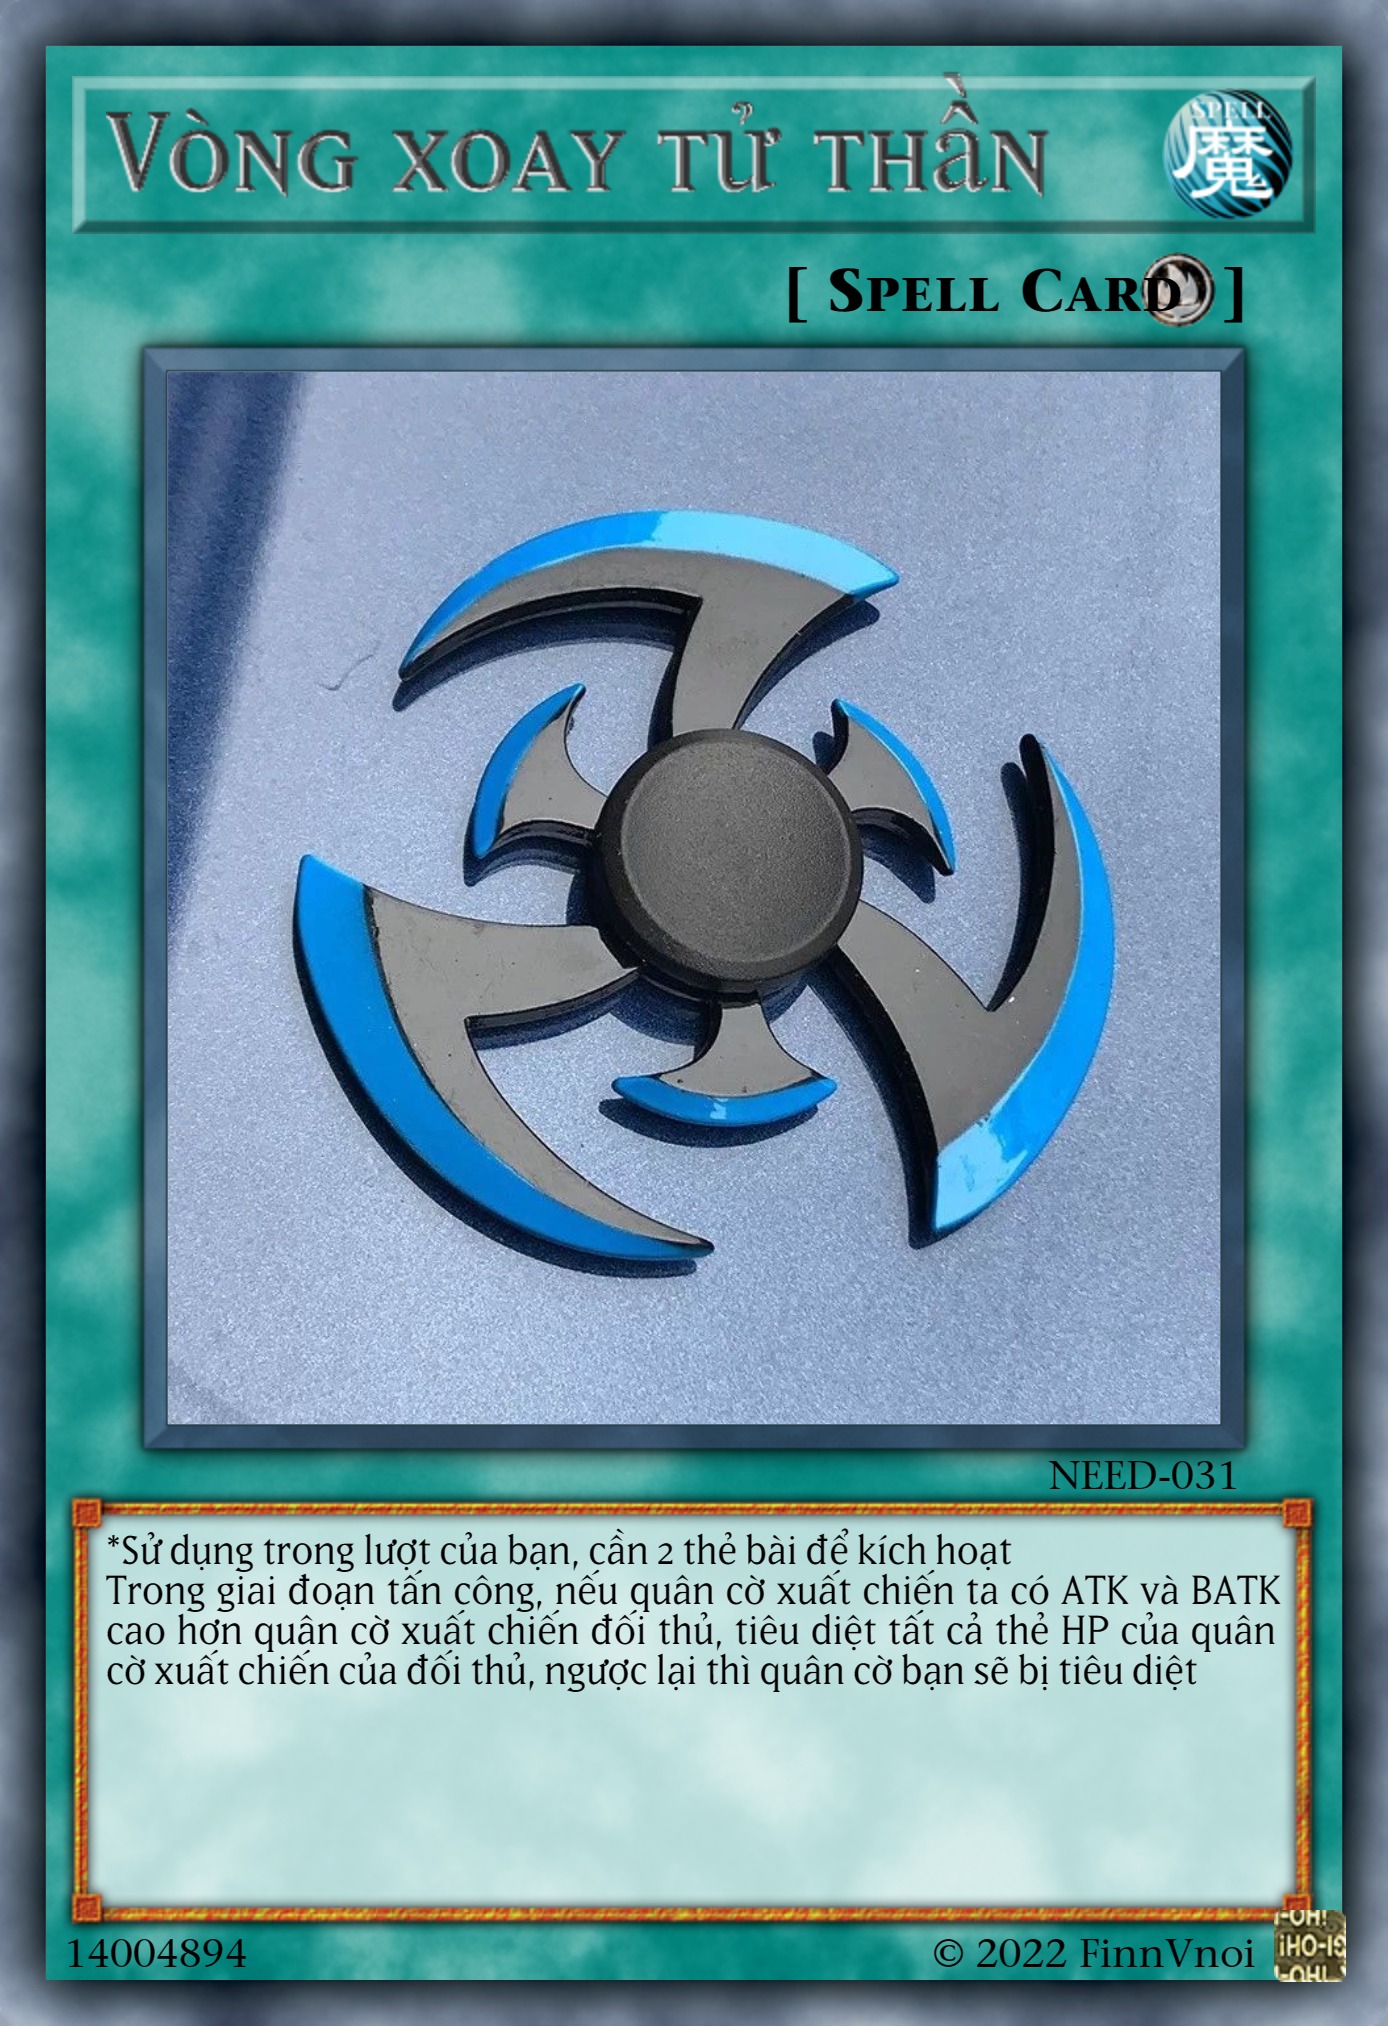 Vòng xoay tử thần
SPELL
魔
[ Spell Card ]
NEED-031
*Sử dụng trong lượt của bạn, cần 2 thẻ bài để kích hoạt
Trong giai đoạn tấn công, nếu quân cờ xuất chiến ta có ATK và BATK
cao hơn quân cờ xuất chiến đối thủ, tiêu diệt tất cả thẻ HP của quân
cờ xuất chiến của đối thủ, ngược lại thì quân cờ bạn sẽ bị tiêu diệt
14004894
© 2022 FinnVnoi